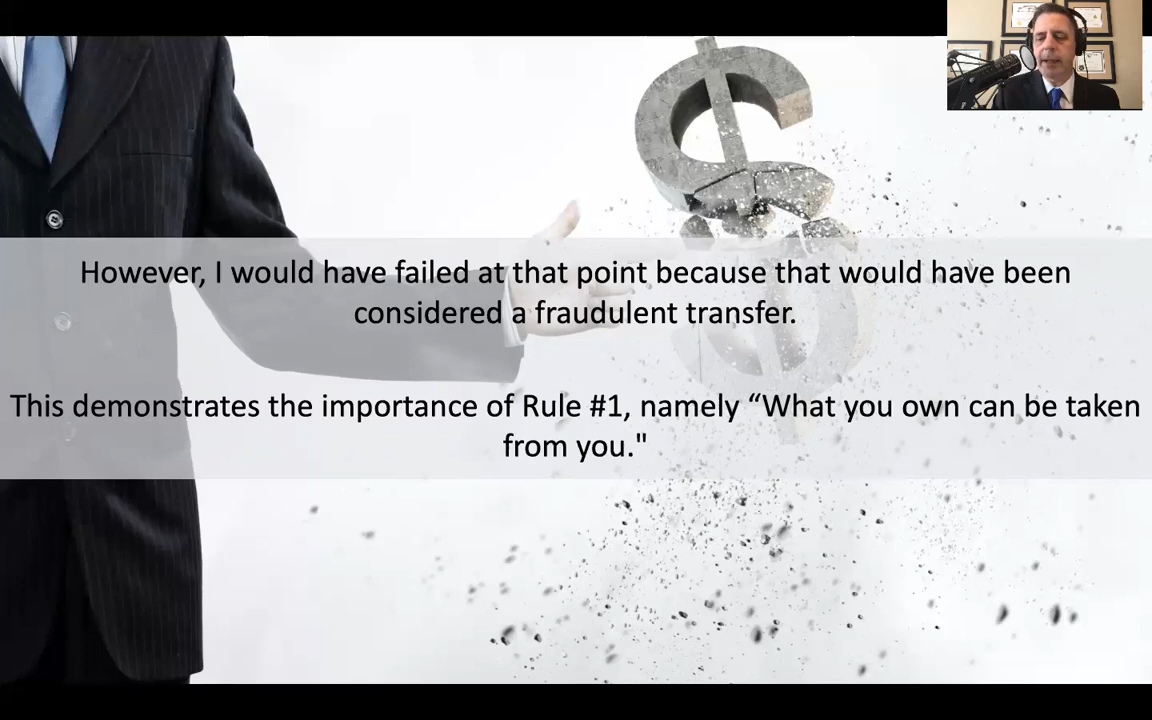 However, I would have failed at that point because that would have been
considered a fraudulent transfer.
This demonstrates the importance of Rule #1, namely “What you own can be taken
from you."